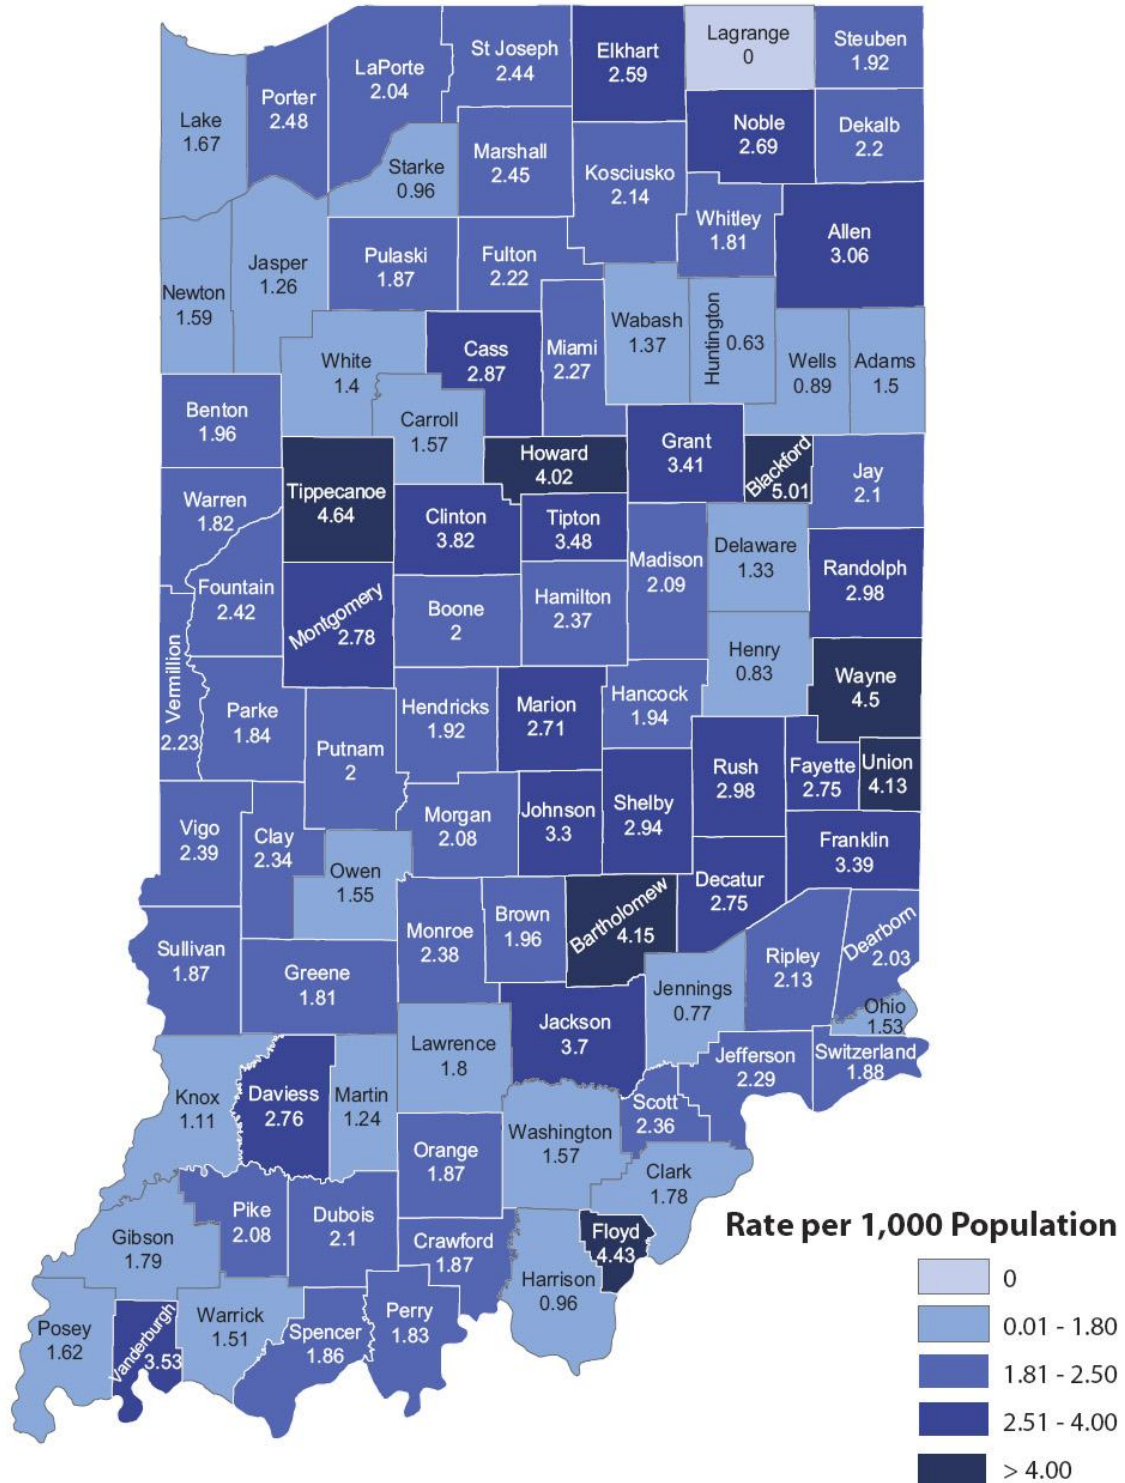 Lagrange
0
Steuben
1.92
Elkhart
2.59
St Joseph
2.44
LaPorte
2.04
Porter
2.48
Lake
1.67
Noble
2.69
Dekalb
2.2
Marshall
2.45
Starke
0.96
Kosciusko
2.14
Whitley
1.81
Allen
3.06
Pulaski
1.87
Fulton
2.22
Jasper
1.26
Newton
1.59
Wabash
1.37
Huntington
0.63
Miami
2.27
Cass
2.87
White
1.4
Wells
0.89
Adams
1.5
Benton
1.96
Carroll
1.57
Grant
3.41
Howard
4.02
Blackford
5.01
Jay
2.1
Tippecanoe
4.64
Warren
1.82
Clinton
3.82
Tipton
3.48
Madison
2.09
Delaware
1.33
Randolph
2.98
Fountain
2.42
Montgomery
2.78
Boone
2
Hamilton
2.37
Henry
0.83
Wayne
4.5
Vermillion
2.23
Parke
1.84
Hendricks
1.92
Marion
2.71
Hancock
1.94
Putnam
2
Rush
2.98
Fayette
2.75
Union
4.13
Morgan
2.08
Johnson
3.3
Shelby
2.94
Vigo
2.39
Clay
2.34
Franklin
3.39
Owen
1.55
Decatur
2.75
Monroe
2.38
Brown
1.96
Bartholomew
4.15
Ripley
2.13
Dearborn
2.03
Sullivan
1.87
Greene
1.81
Jennings
0.77
Ohio
1.53
Jackson
3.7
Lawrence
1.8
Jefferson
2.29
Switzerland
1.88
Knox
1.11
Daviess
2.76
Martin
1.24
Scott
2.36
Washington
1.57
Orange
1.87
Clark
1.78
Pike
2.08
Dubois
2.1
Gibson
1.79
Crawford
1.87
Floyd
4.43
Harrison
0.96
Posey
1.62
Vanderburgh
3.53
Warrick
1.51
Spencer
1.86
Perry
1.83
Rate per 1,000 Population
0
0.01 - 1.80
1.81 - 2.50
2.51 - 4.00
> 4.00